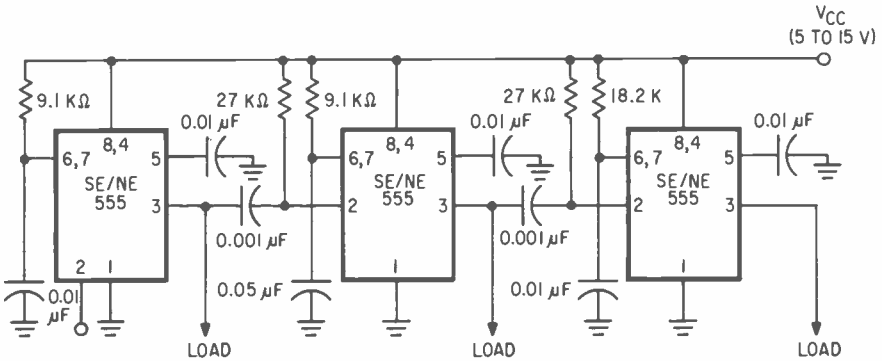 VCC
(5 TO 15 V)
9.1 KΩ
27 KΩ
9.1 KΩ
27 KΩ
18.2 K
0.01 µF
0.01 µF
0.01 µF
8,4
6,7
5
SE/NE
555
3
2
1
8,4
6,7
5
SE/NE
555
2
3
1
8,4
6,7
5
SE/NE
555
2
3
1
0.001 µF
0.001 µF
0.01
µF
0.05 µF
0.01 µF
LOAD
LOAD
LOAD